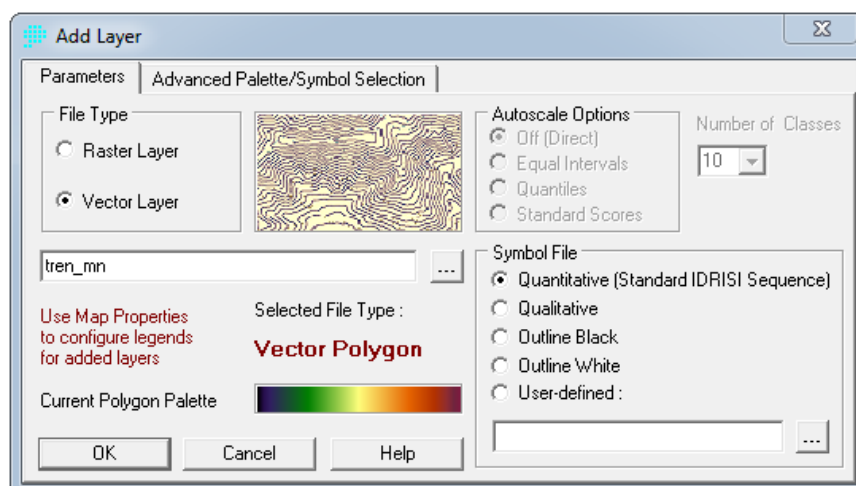 Add Layer
Parameters
Advanced Palette/Symbol Selection
File Type
Raster Layer
Vector Layer
Autoscale Options
Off (Direct)
Equal Intervals
Quantiles
Standard Scores
Number of Classes
10
tren_mn
...
Use Map Properties
to configure legends
for added layers
Selected File Type :
Vector Polygon
Current Polygon Palette
Symbol File
Quantitative (Standard IDRISI Sequence)
Qualitative
Outline Black
Outline White
User-defined :
...
OK
Cancel
Help